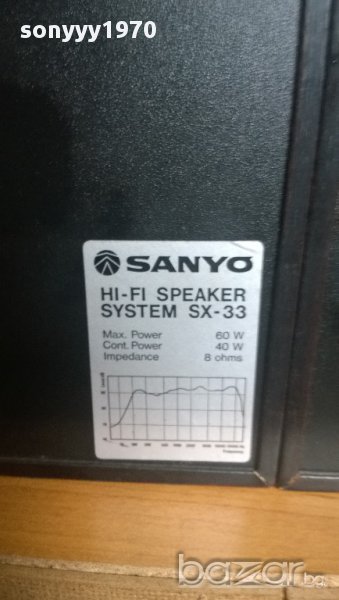 sonyyy1970
SANYO
HI-FI SPEAKER
SYSTEM SX-33
Max. Power 60 W
Cont. Power 40 W
Impedance 8 ohms
bazar.bg